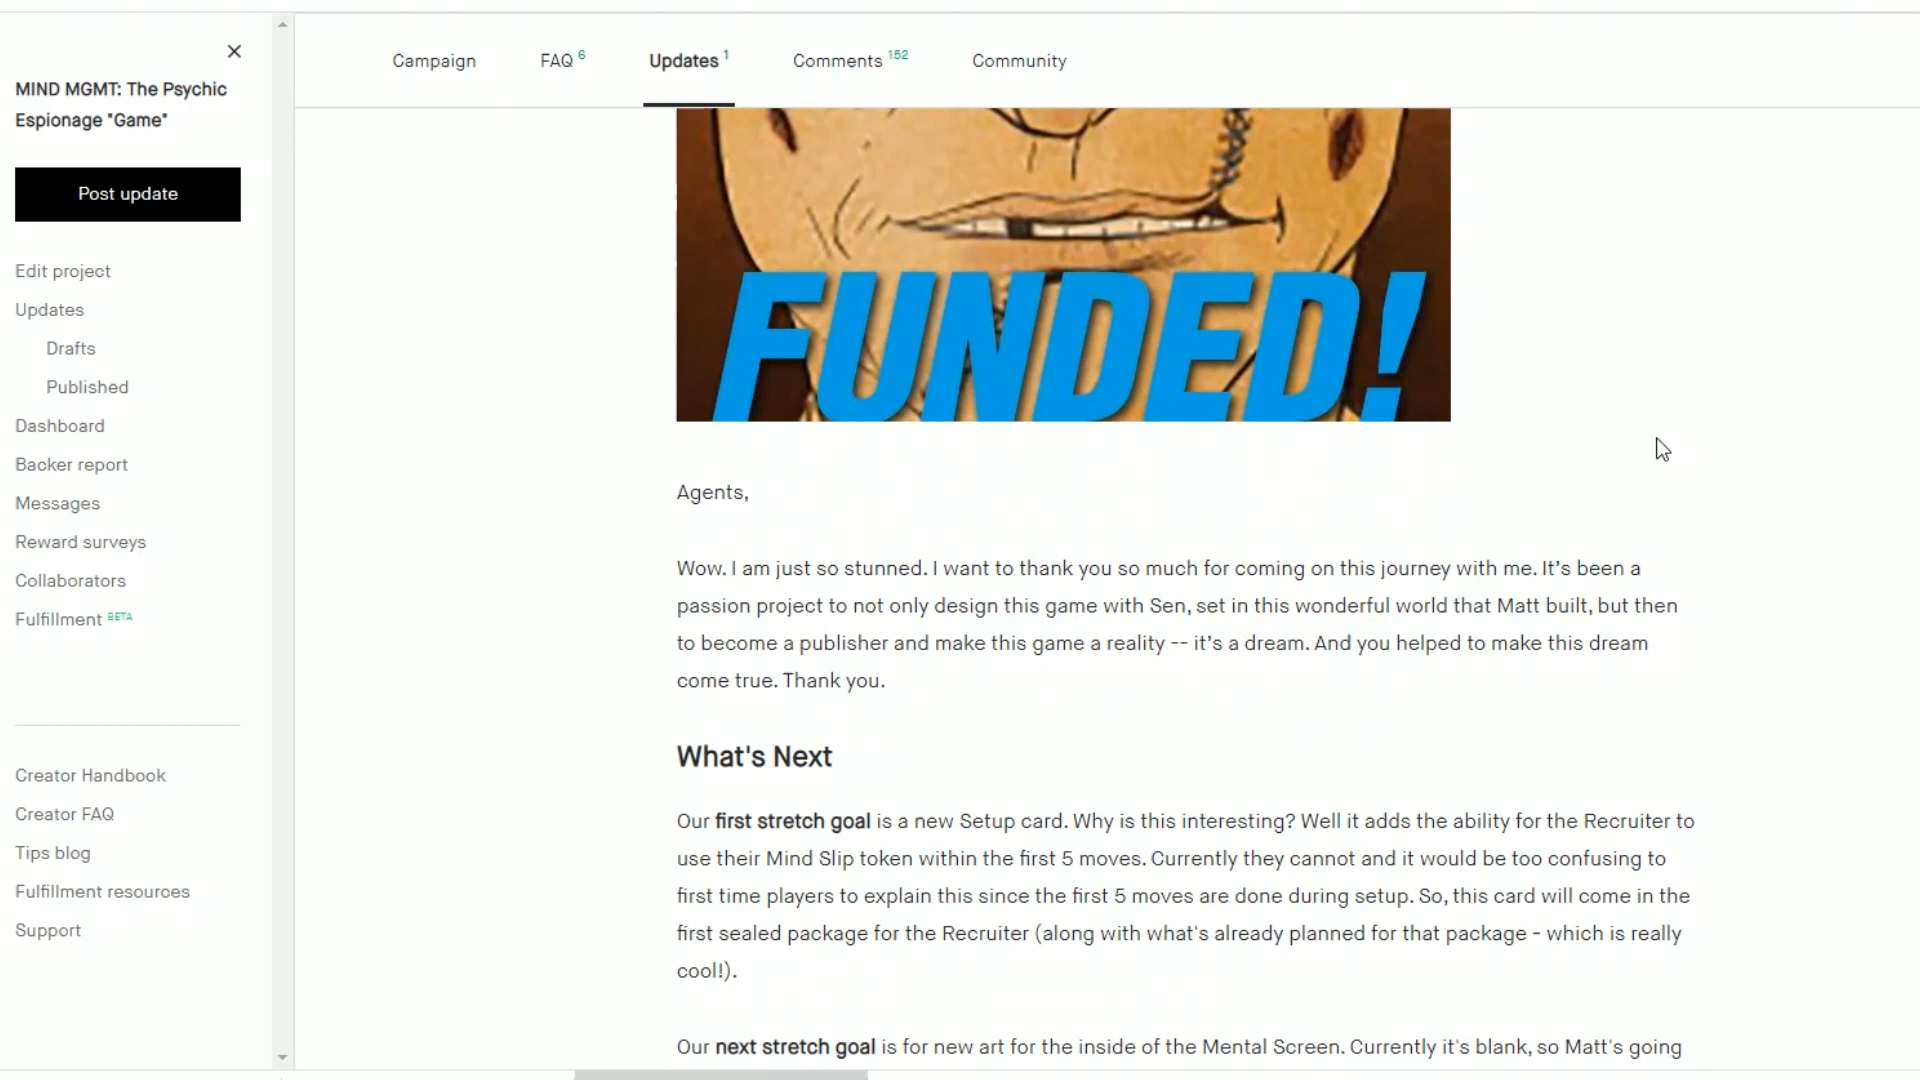 MIND MGMT: The Psychic
Espionage "Game"
Post update
Edit project
Updates
Drafts
Published
Dashboard
Backer report
Messages
Reward surveys
Collaborators
Fulfillment BETA
Creator Handbook
Creator FAQ
Tips blog
Fulfillment resources
Support
Campaign FAQ 6 Updates 1 Comments 152 Community
FUNDED!
Agents,
Wow. I am just so stunned. I want to thank you so much for coming on this journey with me. It’s been a
passion project to not only design this game with Sen, set in this wonderful world that Matt built, but then
to become a publisher and make this game a reality -- it’s a dream. And you helped to make this dream
come true. Thank you.
What's Next
Our first stretch goal is a new Setup card. Why is this interesting? Well it adds the ability for the Recruiter to
use their Mind Slip token within the first 5 moves. Currently they cannot and it would be too confusing to
first time players to explain this since the first 5 moves are done during setup. So, this card will come in the
first sealed package for the Recruiter (along with what's already planned for that package - which is really
cool!).
Our next stretch goal is for new art for the inside of the Mental Screen. Currently it's blank, so Matt's going